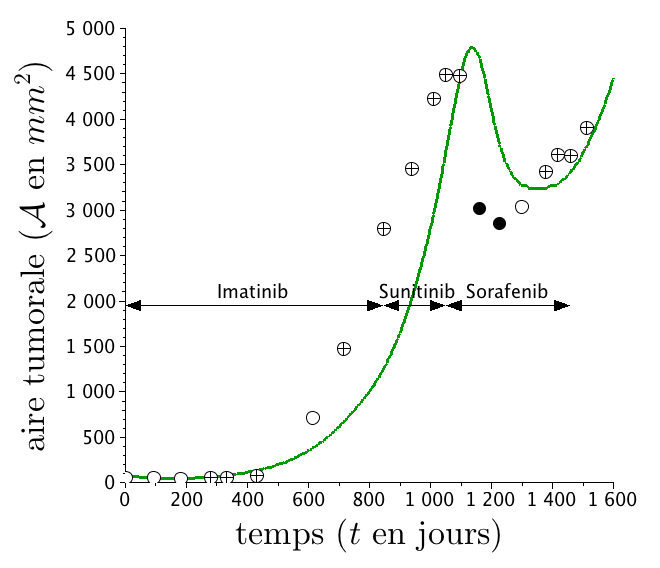 aire tumorale (𝒜 en mm²)
5 000
4 500
4 000
3 500
3 000
2 500
2 000
1 500
1 000
500
0
Imatinib Sunitinib Sorafenib
0 200 400 600 800 1 000 1 200 1 400 1 600
temps (t en jours)